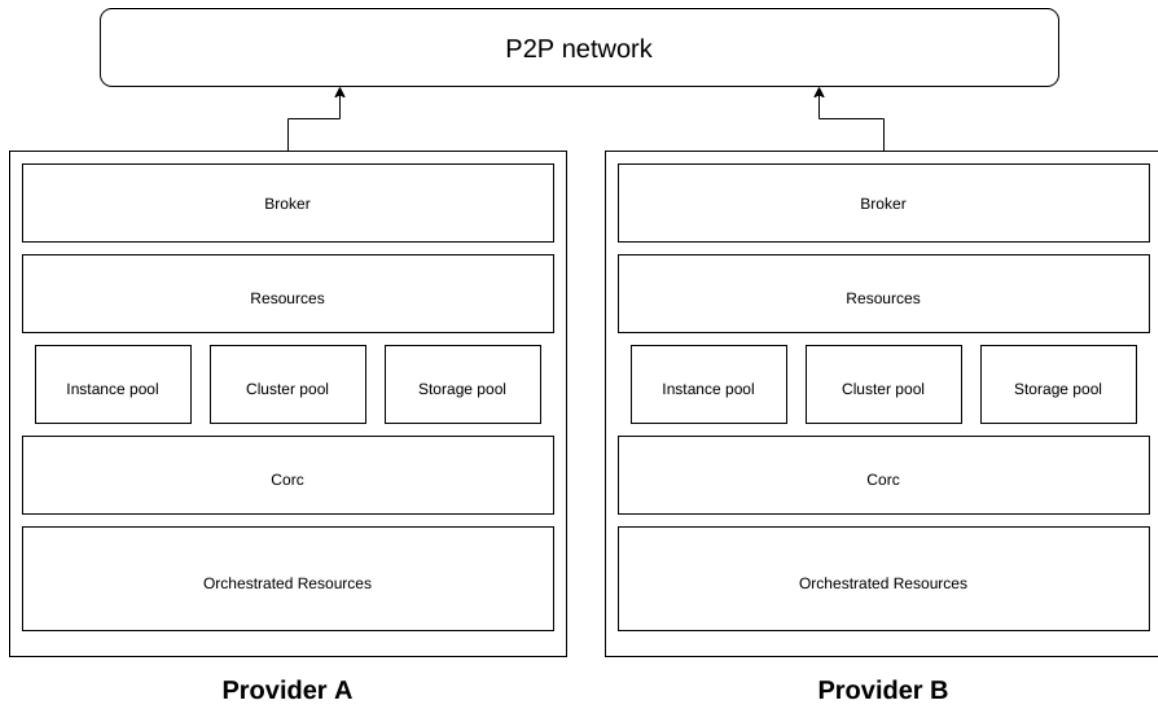 P2P network
Broker
Resources
Instance pool
Cluster pool
Storage pool
Corc
Orchestrated Resources
Provider A
Broker
Resources
Instance pool
Cluster pool
Storage pool
Corc
Orchestrated Resources
Provider B